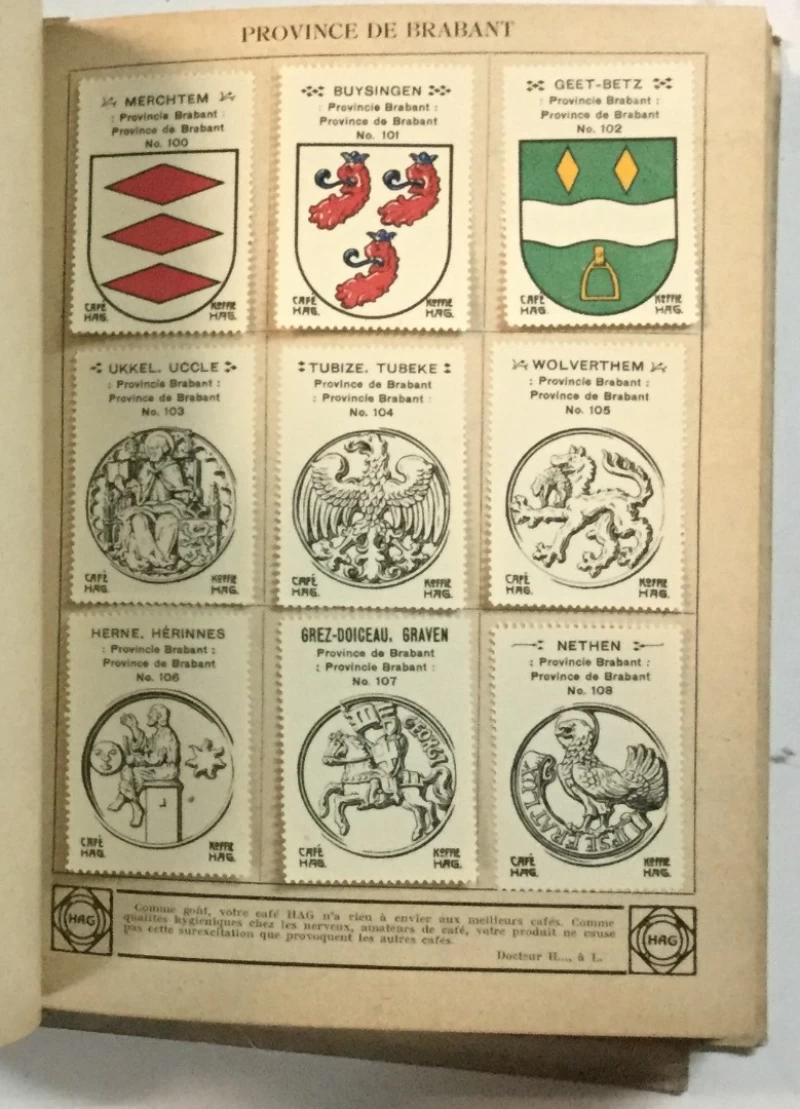 PROVINCE DE BRABANT
MERCHTEM
: Provincie Brabant :
Province de Brabant
No. 100
CAFÉ HAG.
KOFFIE HAG.
BUYSINGEN
: Provincie Brabant :
Province de Brabant
No. 101
CAFÉ HAG.
KOFFIE HAG.
GEET-BETZ
: Provincie Brabant :
Province de Brabant
No. 102
CAFÉ HAG.
KOFFIE HAG.
UKKEL. UCCLE
: Provincie Brabant :
Province de Brabant
No. 103
CAFÉ HAG.
KOFFIE HAG.
TUBIZE. TUBEKE
Province de Brabant
: Provincie Brabant :
No. 104
CAFÉ HAG.
KOFFIE HAG.
WOLVERTHEM
: Provincie Brabant :
Province de Brabant
No. 105
CAFÉ HAG.
KOFFIE HAG.
HERNE. HÉRINNES
: Provincie Brabant :
Province de Brabant
No. 106
CAFÉ HAG.
KOFFIE HAG.
GREZ-DOICEAU. GRAVEN
Province de Brabant
: Provincie Brabant :
No. 107
GEORGI
CAFÉ HAG.
KOFFIE HAG.
NETHEN
: Provincie Brabant :
Province de Brabant
No. 108
IPSE ERAT LX
CAFÉ HAG.
KOFFIE HAG.
HAG
Comme goût, votre café HAG n'a rien à envier aux meilleurs cafés. Comme
qualités hygieniques chez les nerveux, amateurs de café, votre produit ne cause
pas cette surexcitation que provoquent les autres cafés.
Docteur H..., à L.
HAG